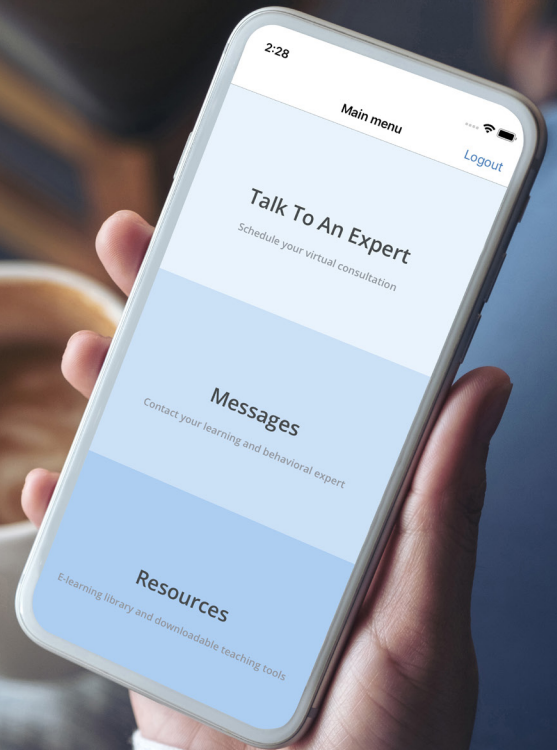 2:28
Main menu
Logout
Talk To An Expert
Schedule your virtual consultation
Messages
Contact your learning and behavioral expert
Resources
E-learning library and downloadable teaching tools